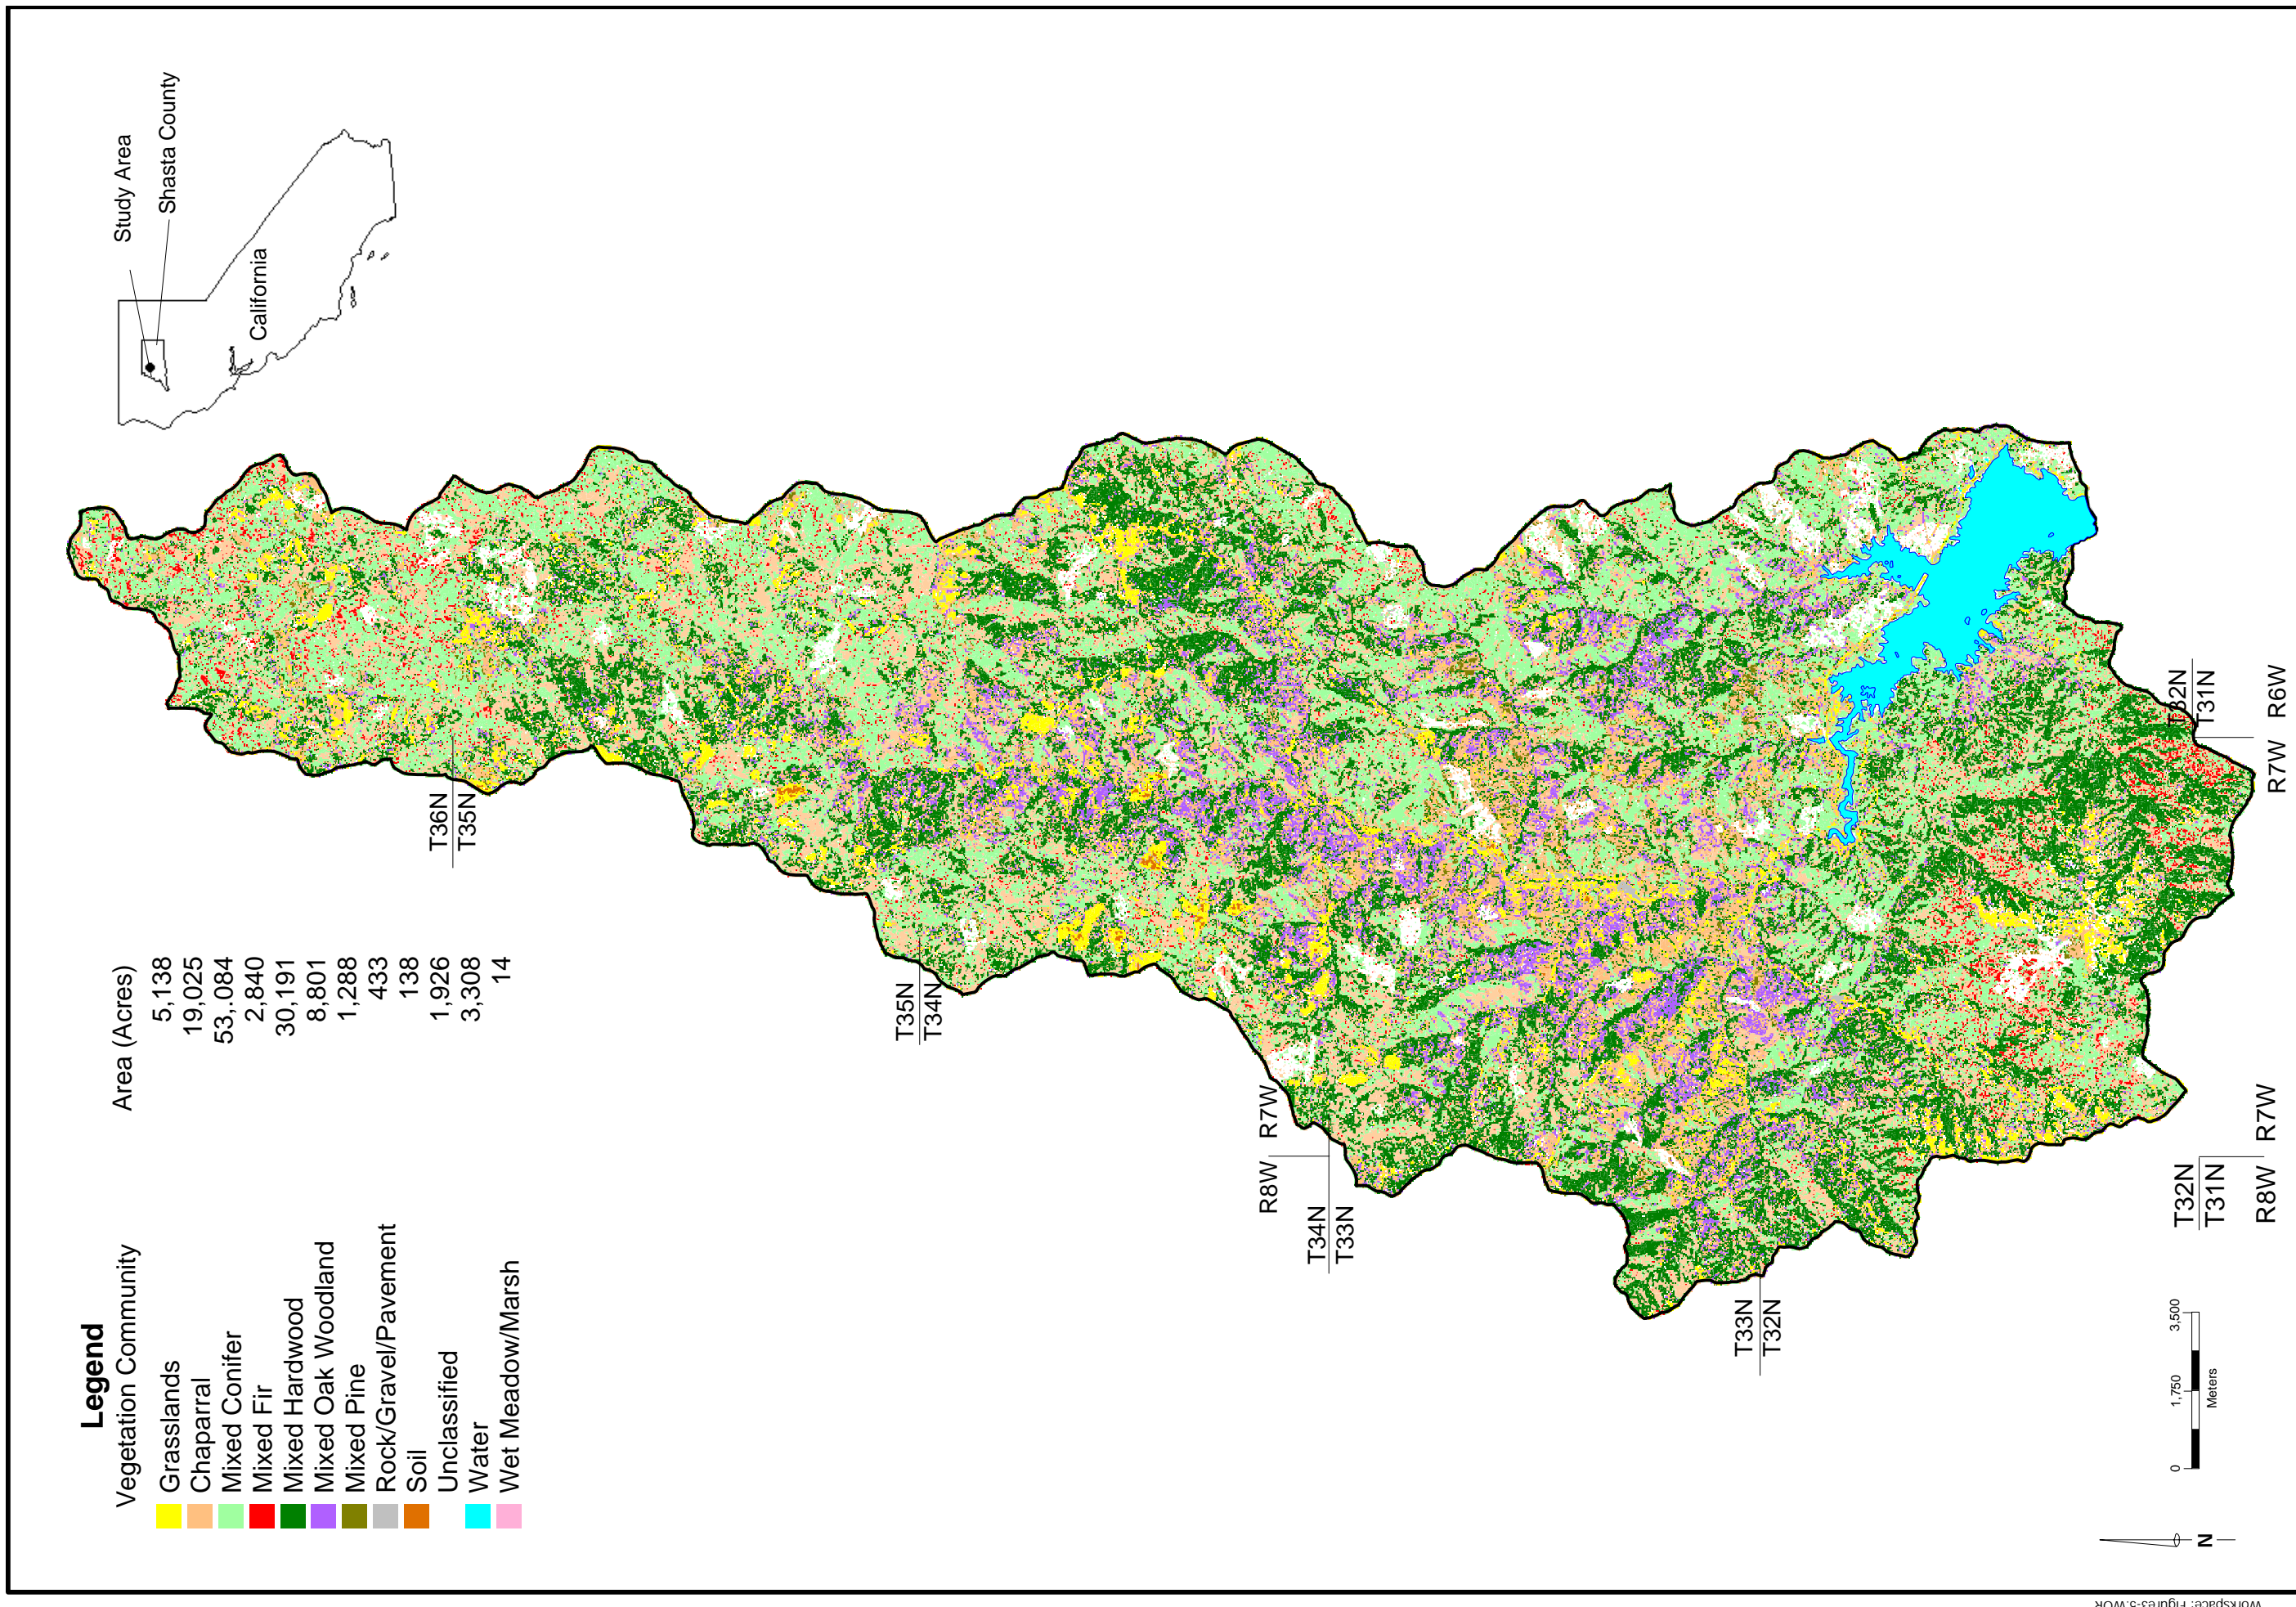 Legend
Vegetation Community Area (Acres)
Grasslands 5,138
Chaparral 19,025
Mixed Conifer 53,084
Mixed Fir 2,840
Mixed Hardwood 30,191
Mixed Oak Woodland 8,801
Mixed Pine 1,288
Rock/Gravel/Pavement 433
Soil 138
Unclassified 1,926
Water 3,308
Wet Meadow/Marsh 14
Study Area
Shasta County
California
T36N
T35N
T35N
T34N
R8W R7W
T34N
T33N
T33N
T32N
T32N
T31N
R7W R6W
T32N
T31N
R8W R7W
0 1,750 3,500
Meters
N
Workspace: Figure3-5.WOR